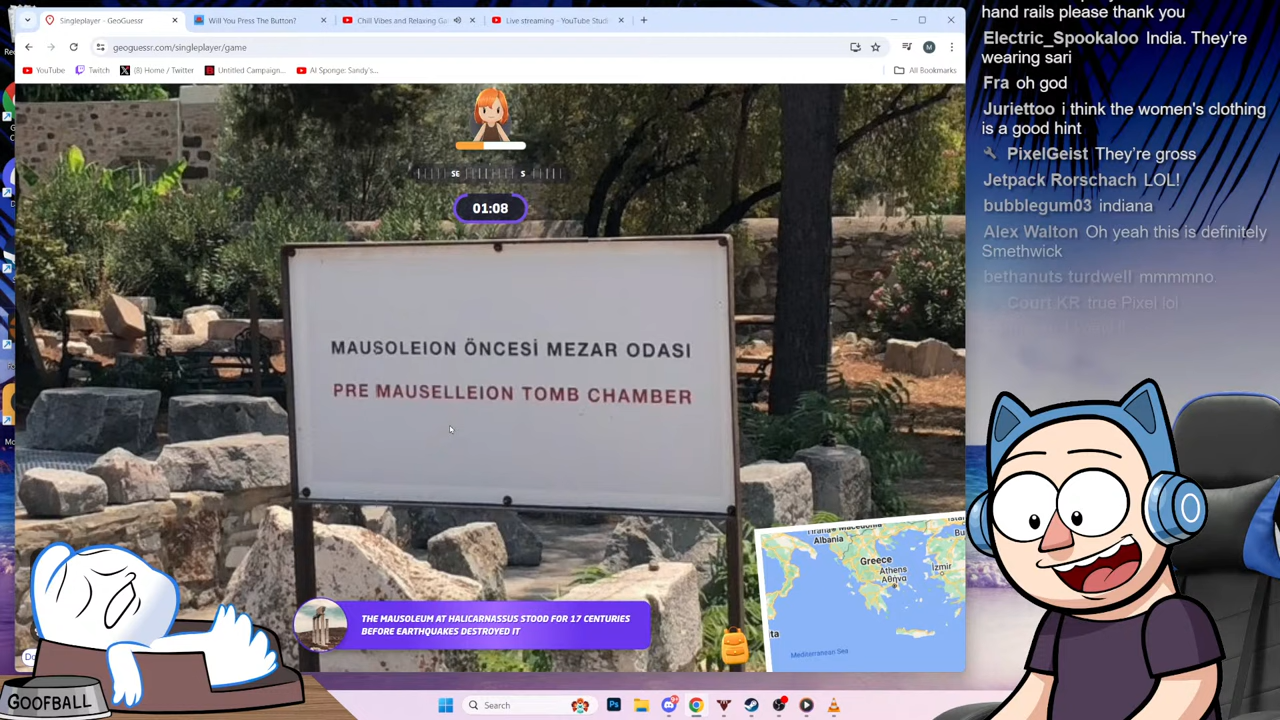 Singleplayer - GeoGuessr
Will You Press The Button?
Chill Vibes and Relaxing Ga
Live streaming - YouTube Stud
geoguessr.com/singleplayer/game
M
YouTube
Twitch
(8) Home / Twitter
Untitled Campaign...
AI Sponge: Sandy's...
All Bookmarks
SE
S
01:08
MAUSOLEION ÖNCESİ MEZAR ODASI
PRE MAUSELLEION TOMB CHAMBER
THE MAUSOLEUM AT HALICARNASSUS STOOD FOR 17 CENTURIES
BEFORE EARTHQUAKES DESTROYED IT
Albania
Greece
Athens
Αθήνα
İzmir
Mediterranean Sea
GOOFBALL
Search
hand rails please thank you
Electric_Spookaloo India. They're
wearing sari
Fra oh god
Juriettoo i think the women's clothing
is a good hint
PixelGeist They're gross
Jetpack Rorschach LOL!
bubblegum03 indiana
Alex Walton Oh yeah this is definitely
Smethwick
bethanuts turdwell mmmmno.
Court KR true Pixel lol